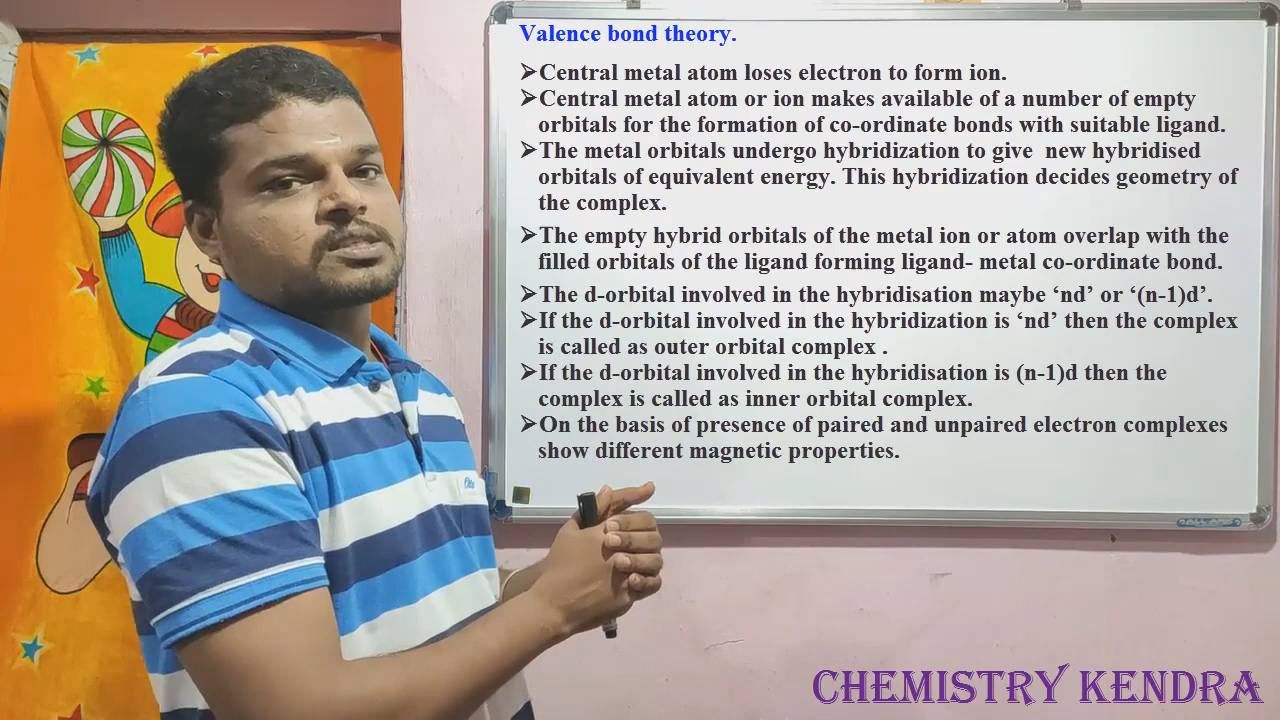 Valence bond theory.
➢Central metal atom loses electron to form ion.
➢Central metal atom or ion makes available of a number of empty
orbitals for the formation of co-ordinate bonds with suitable ligand.
➢The metal orbitals undergo hybridization to give new hybridised
orbitals of equivalent energy. This hybridization decides geometry of
the complex.
➢The empty hybrid orbitals of the metal ion or atom overlap with the
filled orbitals of the ligand forming ligand- metal co-ordinate bond.
➢The d-orbital involved in the hybridisation maybe ‘nd’ or ‘(n-1)d’.
➢If the d-orbital involved in the hybridization is ‘nd’ then the complex
is called as outer orbital complex .
➢If the d-orbital involved in the hybridisation is (n-1)d then the
complex is called as inner orbital complex.
➢On the basis of presence of paired and unpaired electron complexes
show different magnetic properties.
CHEMISTRY KENDRA